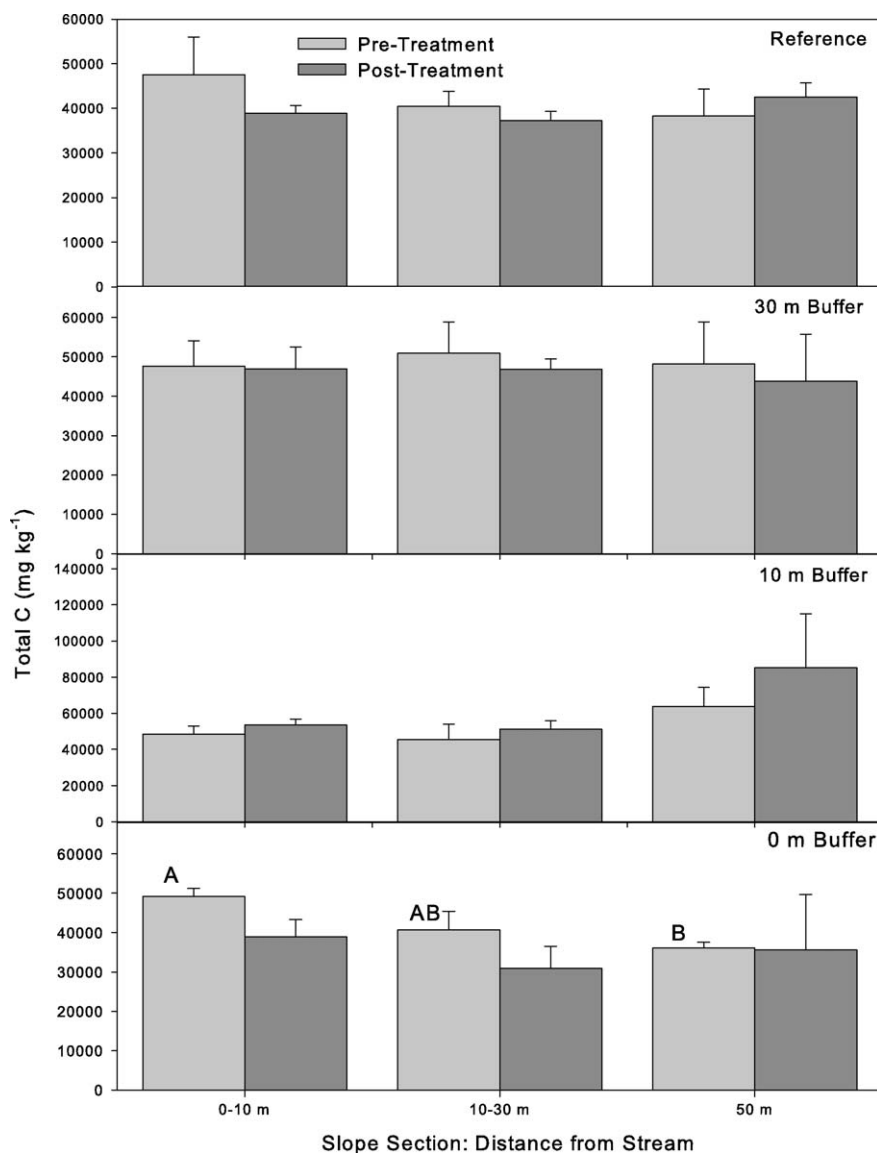 60000
50000
40000
30000
20000
10000
0
Pre-Treatment
Post-Treatment
Reference
60000
50000
40000
30000
20000
10000
0
30 m Buffer
140000
120000
100000
80000
60000
40000
20000
0
10 m Buffer
60000
50000
40000
30000
20000
10000
0
0 m Buffer
A
AB
B
0-10 m
10-30 m
50 m
Total C (mg kg⁻¹)
Slope Section: Distance from Stream